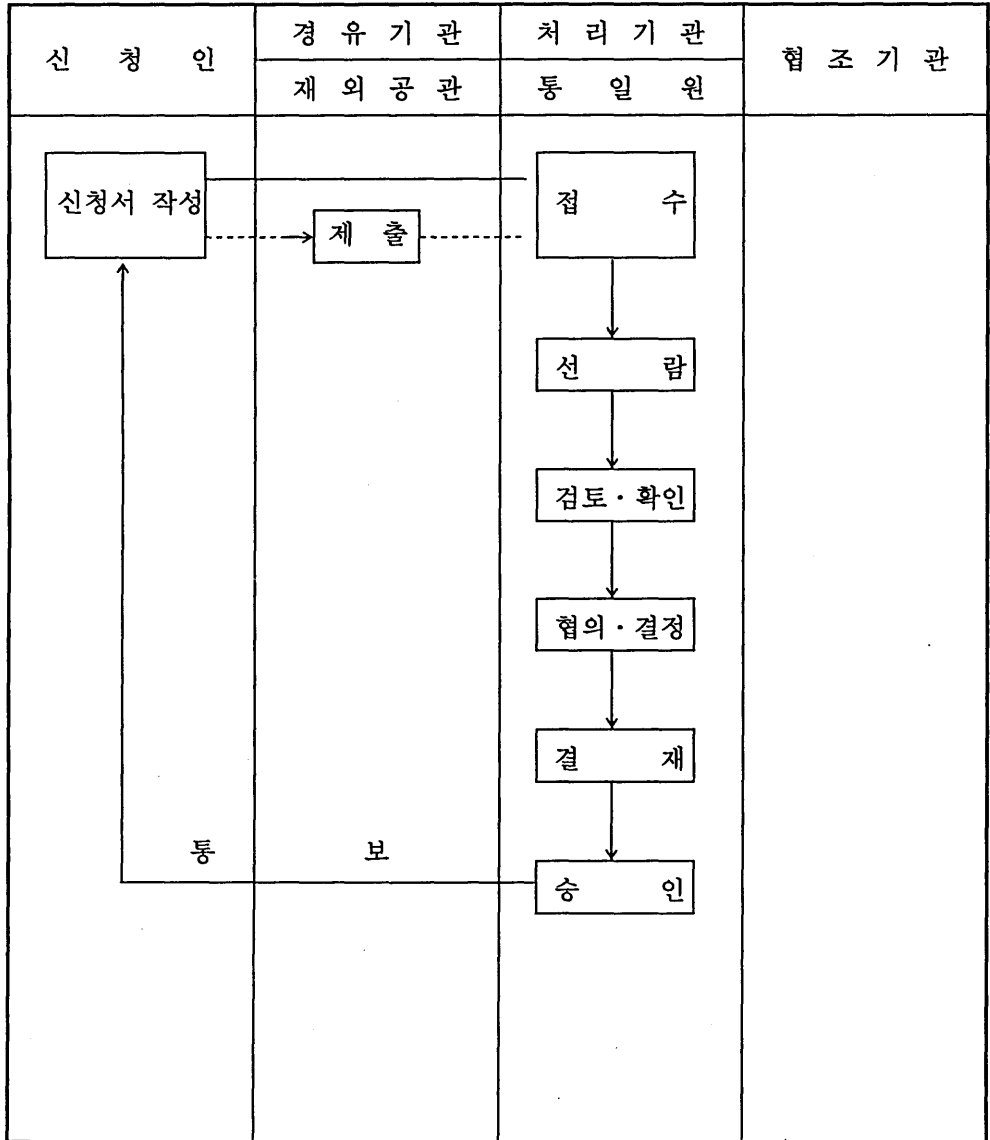 신 청 인
경 유 기 관
처 리 기 관
협 조 기 관
재 외 공 관
통 일 원
신청서 작성
접 수
제 출
선 람
검토 · 확인
협의 · 결정
결 재
통 보
승 인